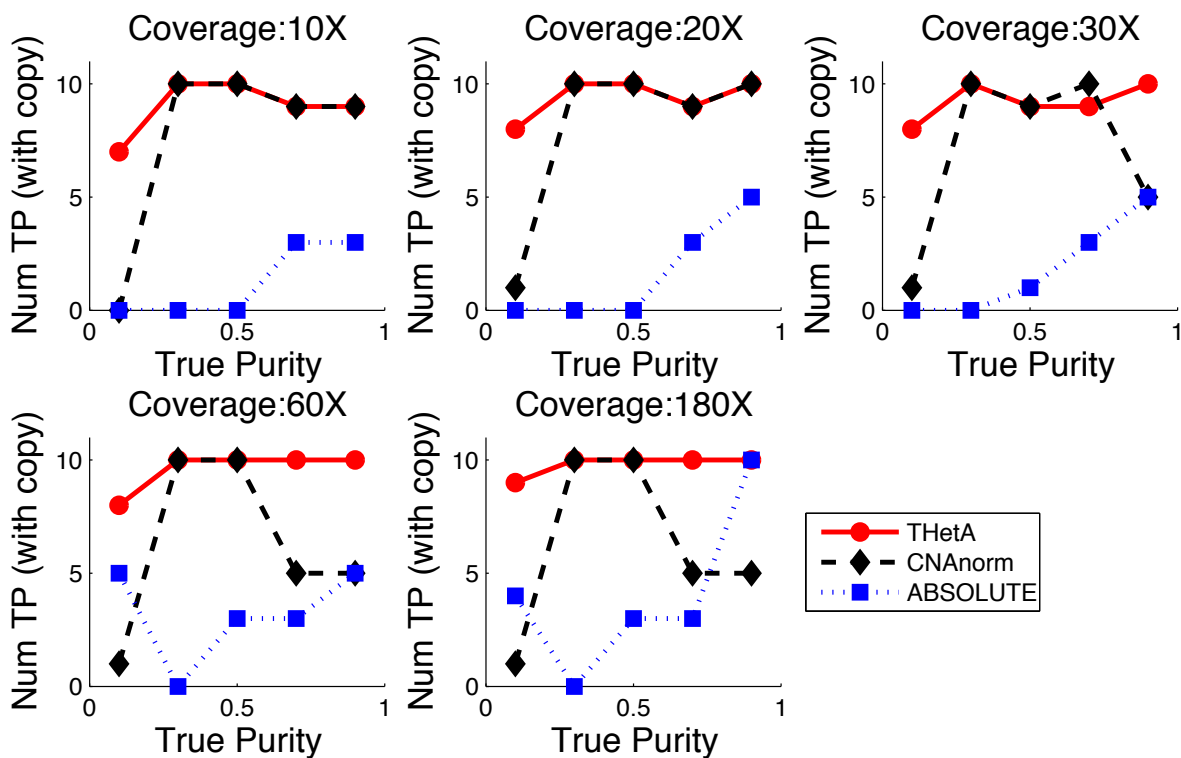 Coverage:10X
Num TP (with copy)
10
5
0
0
0.5
1
True Purity
Coverage:20X
Num TP (with copy)
10
5
0
0
0.5
1
True Purity
Coverage:30X
Num TP (with copy)
10
5
0
0
0.5
1
True Purity
Coverage:60X
Num TP (with copy)
10
5
0
0
0.5
1
True Purity
Coverage:180X
Num TP (with copy)
10
5
0
0
0.5
1
True Purity
THetA
CNAnorm
ABSOLUTE